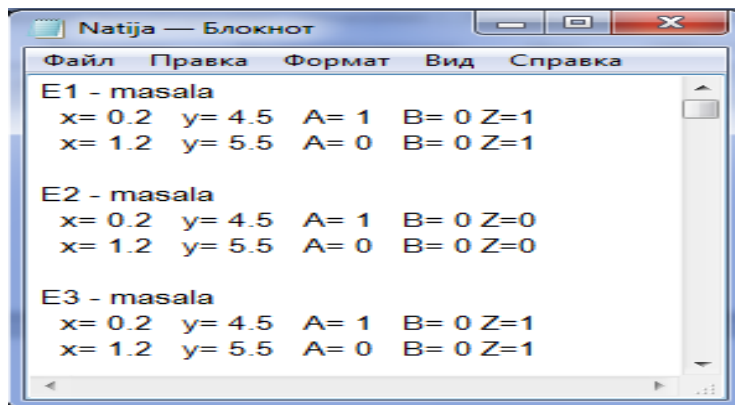 Natija — Блокнот
Файл Правка Формат Вид Справка
E1 - masala
x= 0.2 y= 4.5 A= 1 B= 0 Z=1
x= 1.2 y= 5.5 A= 0 B= 0 Z=1
E2 - masala
x= 0.2 y= 4.5 A= 1 B= 0 Z=0
x= 1.2 y= 5.5 A= 0 B= 0 Z=0
E3 - masala
x= 0.2 y= 4.5 A= 1 B= 0 Z=1
x= 1.2 y= 5.5 A= 0 B= 0 Z=1